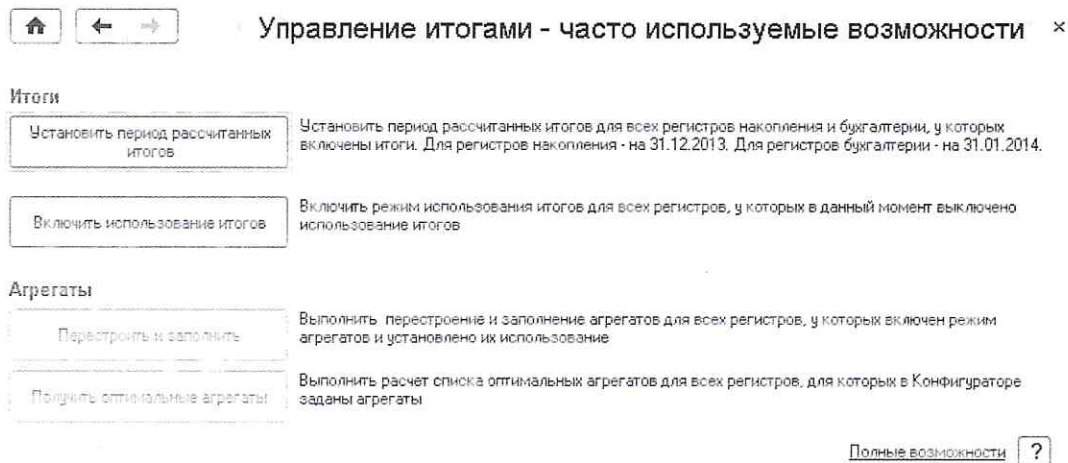 Управление итогами - часто используемые возможности ×
Итоги
Установить период рассчитанных
итогов
Установить период рассчитанных итогов для всех регистров накопления и бухгалтерии, у которых
включены итоги. Для регистров накопления - на 31.12.2013. Для регистров бухгалтерии - на 31.01.2014.
Включить использование итогов
Включить режим использования итогов для всех регистров, у которых в данный момент выключено
использование итогов
Агрегаты
Перестроить и заполнить
Выполнить перестроение и заполнение агрегатов для всех регистров, у которых включен режим
агрегатов и установлено их использование
Получить оптимальные агрегаты
Выполнить расчет списка оптимальных агрегатов для всех регистров, для которых в Конфигураторе
заданы агрегаты
Полные возможности ?